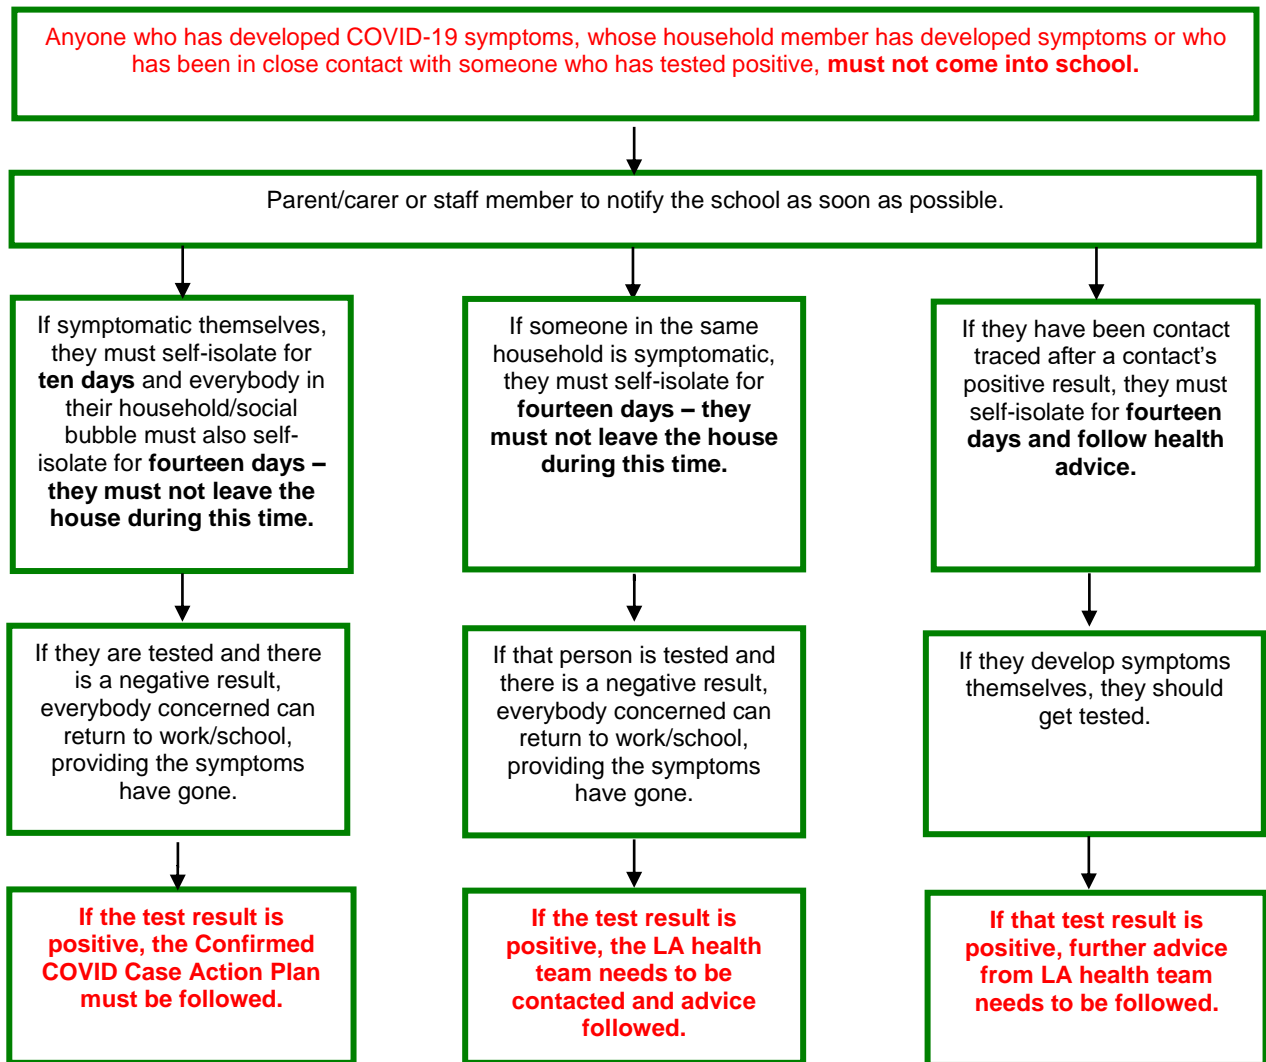 Anyone who has developed COVID-19 symptoms, whose household member has developed symptoms or who
has been in close contact with someone who has tested positive, must not come into school.
Parent/carer or staff member to notify the school as soon as possible.
If symptomatic themselves,
they must self-isolate for
ten days and everybody in
their household/social
bubble must also self-
isolate for fourteen days –
they must not leave the
house during this time.
If someone in the same
household is symptomatic,
they must self-isolate for
fourteen days – they
must not leave the house
during this time.
If they have been contact
traced after a contact's
positive result, they must
self-isolate for fourteen
days and follow health
advice.
If they are tested and there
is a negative result,
everybody concerned can
return to work/school,
providing the symptoms
have gone.
If that person is tested and
there is a negative result,
everybody concerned can
return to work/school,
providing the symptoms
have gone.
If they develop symptoms
themselves, they should
get tested.
If the test result is
positive, the Confirmed
COVID Case Action Plan
must be followed.
If the test result is
positive, the LA health
team needs to be
contacted and advice
followed.
If that test result is
positive, further advice
from LA health team
needs to be followed.